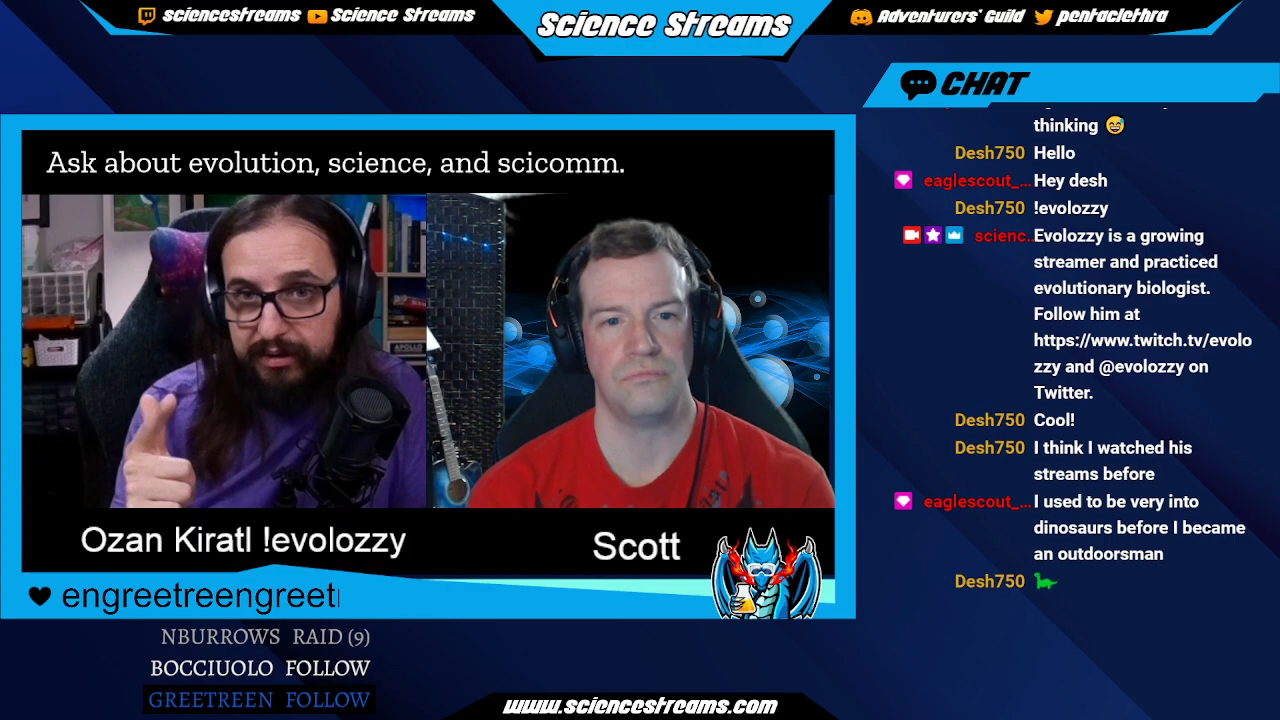 sciencestreams Science Streams
Science Streams
Adventurers' Guild pentaclethra
CHAT
Ask about evolution, science, and scicomm.
thinking 😅
Desh750 Hello
eaglescout_... Hey desh
Desh750 !evolozzy
scienc... Evolozzy is a growing
streamer and practiced
evolutionary biologist.
Follow him at
https://www.twitch.tv/evolo
zzy and @evolozzy on
Twitter.
Desh750 Cool!
Desh750 I think I watched his
streams before
eaglescout_... I used to be very into
dinosaurs before I became
an outdoorsman
Desh750 🦕
APOLLO
Ozan Kiratl !evolozzy
Scott
engreetreengreet
NBURROWS RAID (9)
BOCCIUOLO FOLLOW
GREETREEN FOLLOW
www.sciencestreams.com